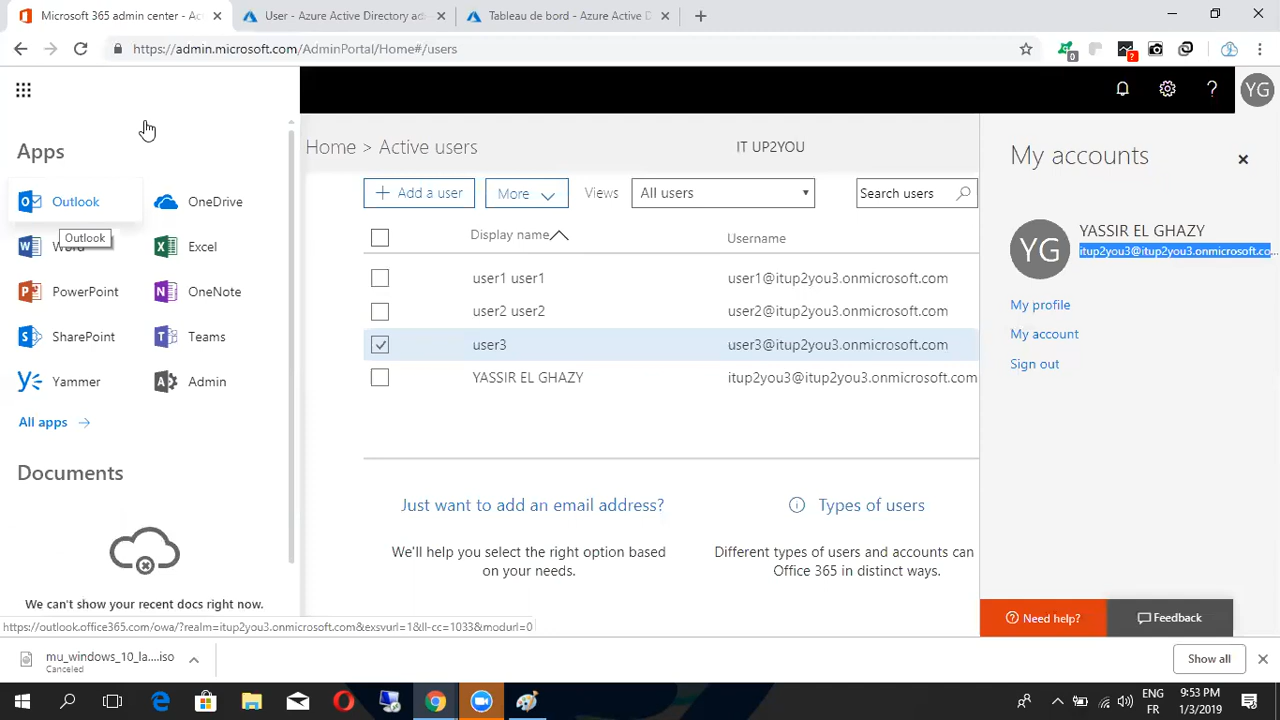 Microsoft 365 admin center - Act
User - Azure Active Directory adm
Tableau de bord - Azure Active D
https://admin.microsoft.com/AdminPortal/Home#/users
0
?
YG
Apps
Outlook
OneDrive
Outlook
Word
Excel
PowerPoint
OneNote
SharePoint
Teams
Yammer
Admin
All apps
Documents
We can't show your recent docs right now.
Home > Active users
IT UP2YOU
Add a user
More
Views
All users
Search users
Display name
Username
user1 user1
user1@itup2you3.onmicrosoft.com
user2 user2
user2@itup2you3.onmicrosoft.com
user3
user3@itup2you3.onmicrosoft.com
YASSIR EL GHAZY
itup2you3@itup2you3.onmicrosoft.com
Just want to add an email address?
We'll help you select the right option based
on your needs.
Types of users
Different types of users and accounts can
Office 365 in distinct ways.
My accounts
YG
YASSIR EL GHAZY
itup2you3@itup2you3.onmicrosoft.co...
My profile
My account
Sign out
Need help?
Feedback
https://outlook.office365.com/owa/?realm=itup2you3.onmicrosoft.com&exsvurl=1&ll-cc=1033&modurl=0
mu_windows_10_la....iso
Canceled
Show all
ENG
FR
9:53 PM
1/3/2019